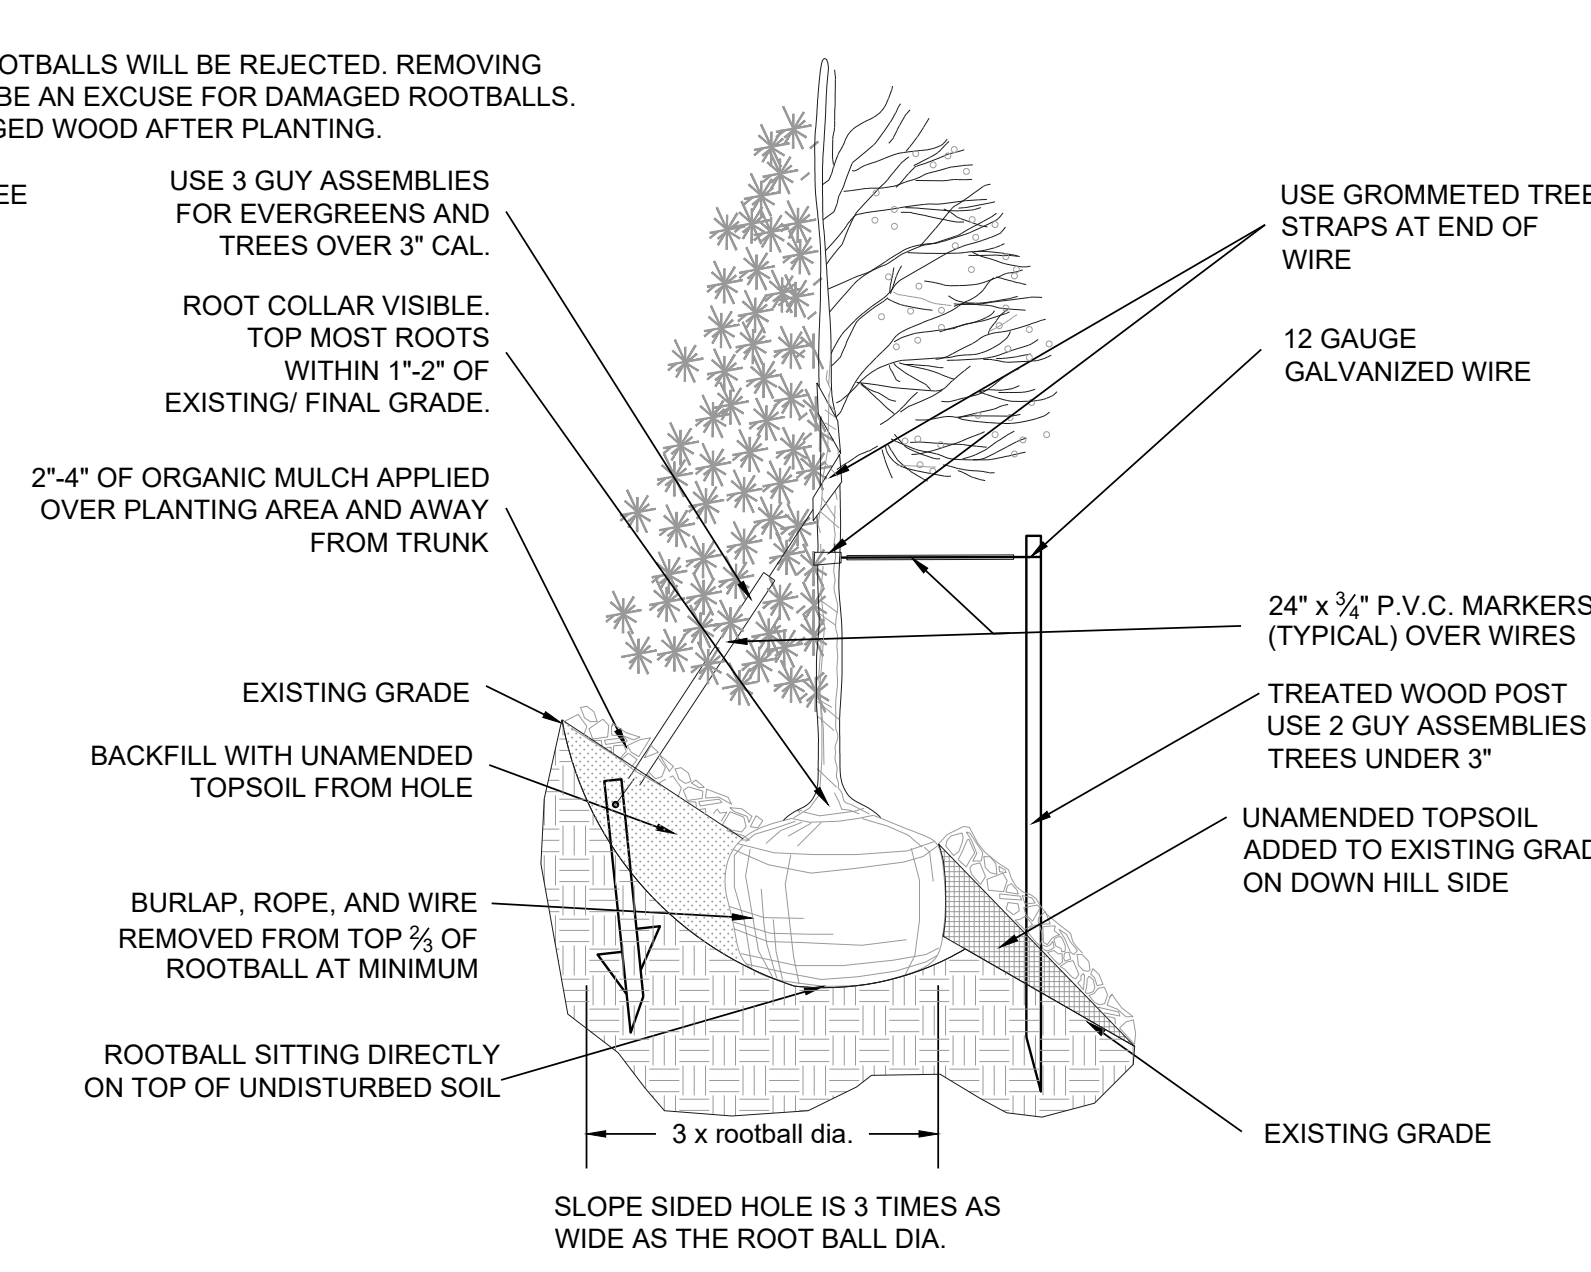 OOTBALLS WILL BE REJECTED. REMOVING
BE AN EXCUSE FOR DAMAGED ROOTBALLS.
GED WOOD AFTER PLANTING.
EE
USE 3 GUY ASSEMBLIES
FOR EVERGREENS AND
TREES OVER 3" CAL.
ROOT COLLAR VISIBLE.
TOP MOST ROOTS
WITHIN 1"-2" OF
EXISTING/ FINAL GRADE.
2"-4" OF ORGANIC MULCH APPLIED
OVER PLANTING AREA AND AWAY
FROM TRUNK
EXISTING GRADE
BACKFILL WITH UNAMENDED
TOPSOIL FROM HOLE
BURLAP, ROPE, AND WIRE
REMOVED FROM TOP ⅔ OF
ROOTBALL AT MINIMUM
ROOTBALL SITTING DIRECTLY
ON TOP OF UNDISTURBED SOIL
USE GROMMETED TREE
STRAPS AT END OF
WIRE
12 GAUGE
GALVANIZED WIRE
24" x ¾" P.V.C. MARKERS
(TYPICAL) OVER WIRES
TREATED WOOD POST
USE 2 GUY ASSEMBLIES
TREES UNDER 3"
UNAMENDED TOPSOIL
ADDED TO EXISTING GRAD
ON DOWN HILL SIDE
EXISTING GRADE
3 x rootball dia.
SLOPE SIDED HOLE IS 3 TIMES AS
WIDE AS THE ROOT BALL DIA.